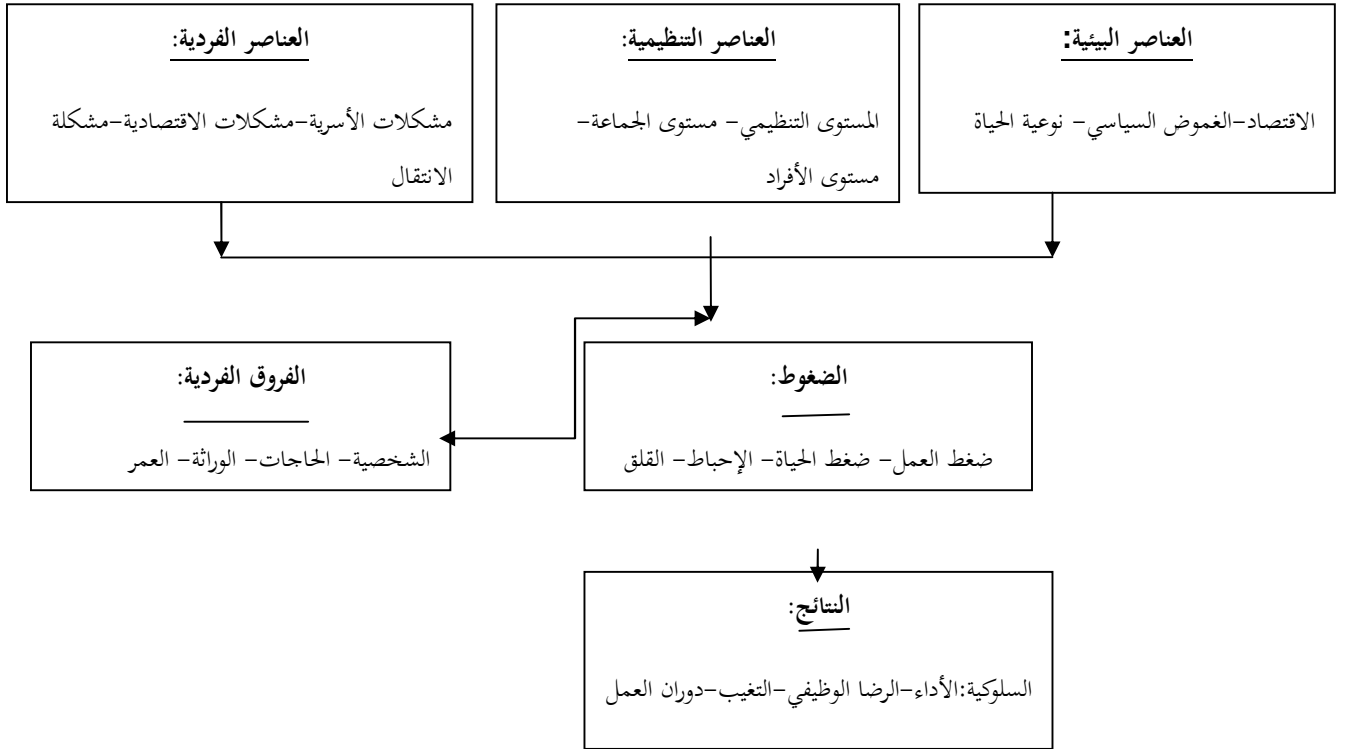 العناصر البيئية:
الاقتصاد–الغموض السياسي– نوعية الحياة
العناصر التنظيمية:
المستوى التنظيمي– مستوى الجماعة–
مستوى الأفراد
العناصر الفردية:
مشكلات الأسرية–مشكلات الاقتصادية–مشكلة
الانتقال
الضغوط:
ضغط العمل– ضغط الحياة– الإحباط– القلق
الفروق الفردية:
الشخصية– الحاجات– الوراثة– العمر
النتائج:
السلوكية:الأداء–الرضا الوظيفي–التغيب–دوران العمل